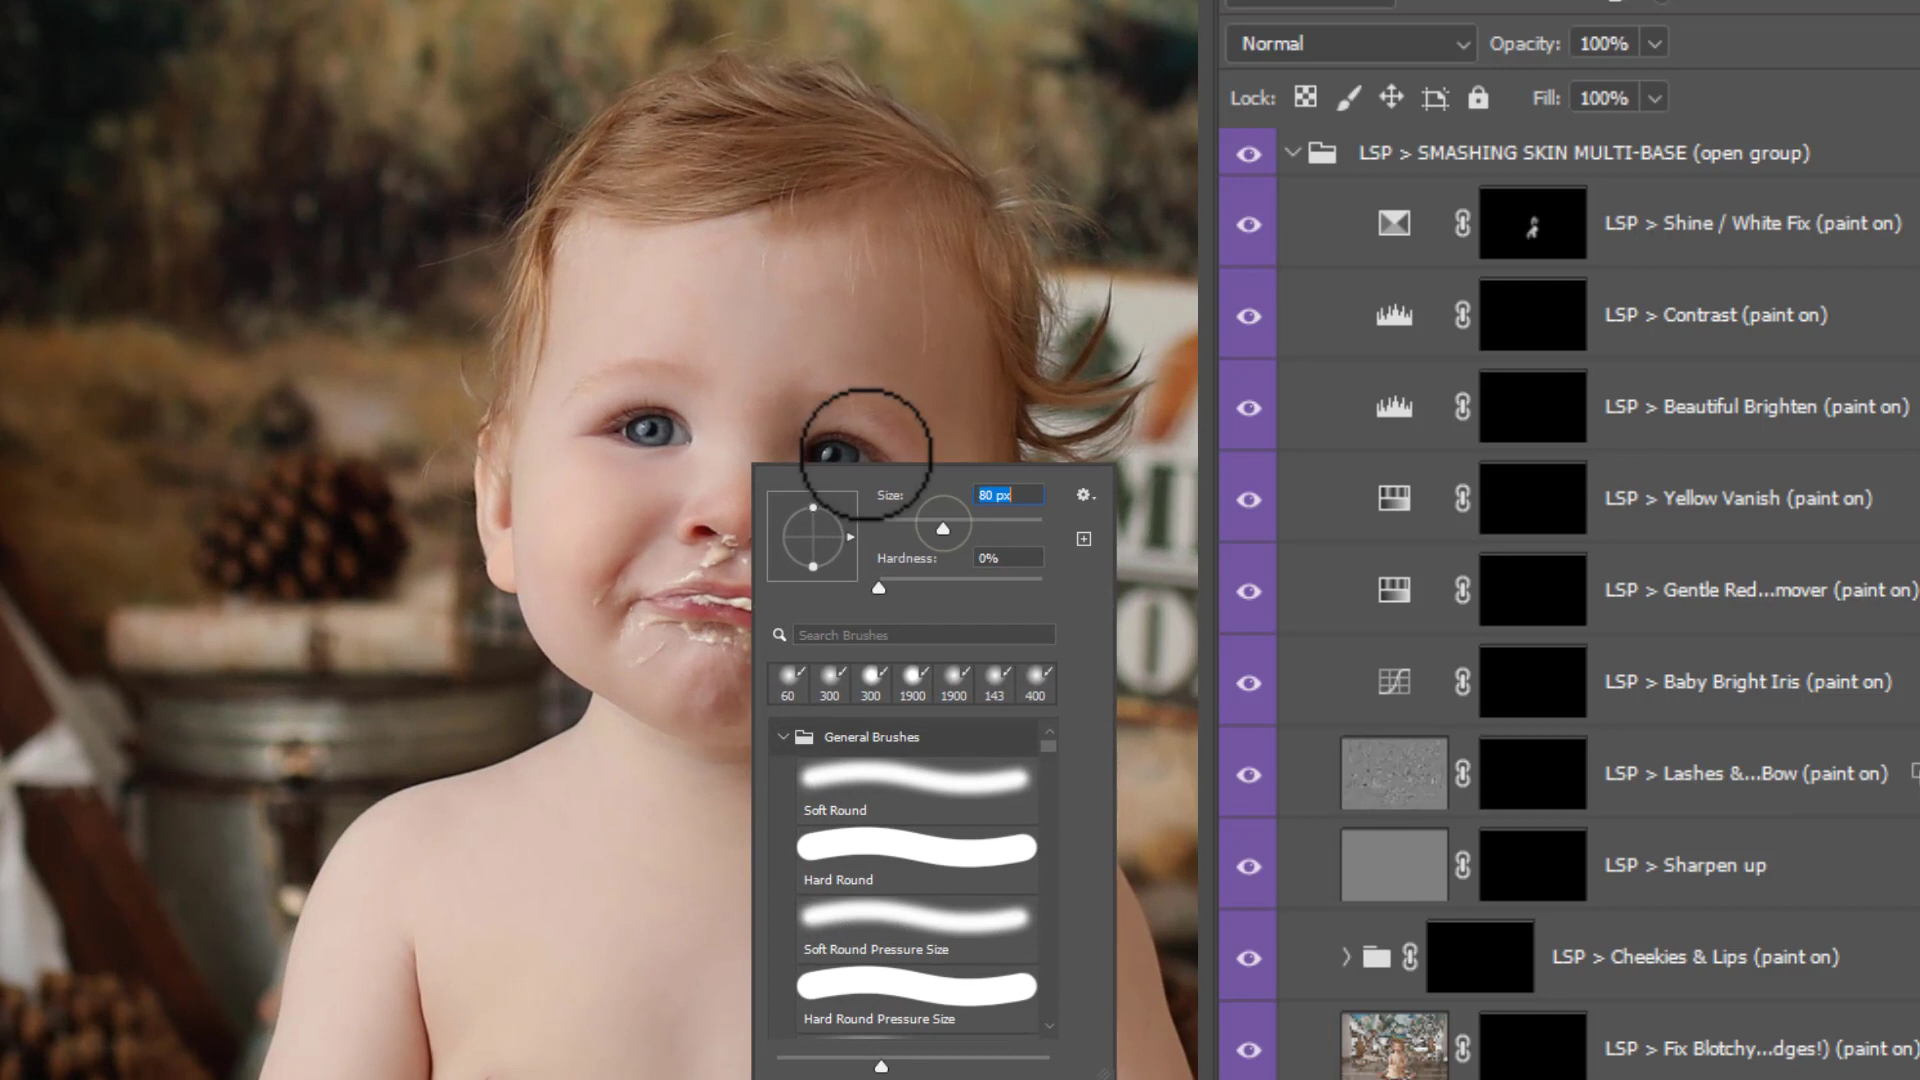 Normal
Opacity: 100%
Lock:
Fill: 100%
LSP > SMASHING SKIN MULTI-BASE (open group)
LSP > Shine / White Fix (paint on)
LSP > Contrast (paint on)
LSP > Beautiful Brighten (paint on)
LSP > Yellow Vanish (paint on)
LSP > Gentle Red...mover (paint on)
LSP > Baby Bright Iris (paint on)
LSP > Lashes &...Bow (paint on)
LSP > Sharpen up
LSP > Cheekies & Lips (paint on)
LSP > Fix Blotchy...dges!) (paint on)
Size: 80 px
Hardness: 0%
Search Brushes
60 300 300 1900 1900 143 400
General Brushes
Soft Round
Hard Round
Soft Round Pressure Size
Hard Round Pressure Size